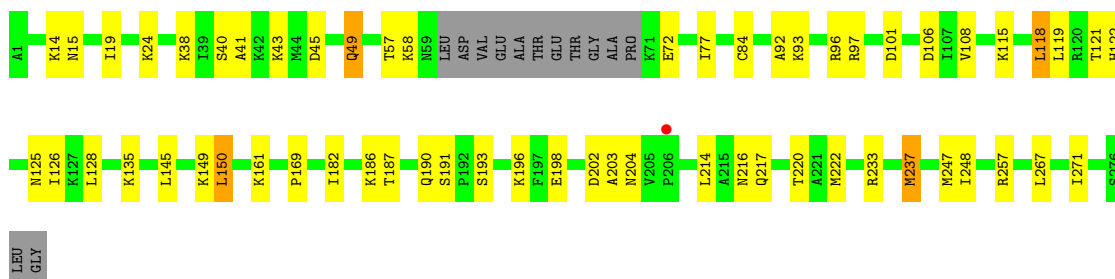 A1 K14 N15 I19 K24 K38 I39 S40 A41 K42 K43 M44 D45 Q49 T57 K58 N59 LEU ASP VAL GLU ALA THR GLU THR GLY ALA PRO K71 E72 I77 C84 A92 K93 R96 R97 D101 D106 I107 V108 K115 L118 L119 R120 T121 H122
N125 I126 K127 L128 K135 L145 K149 L150 K161 P169 I182 K186 T187 Q190 S191 P192 S193 K196 F197 E198 D202 A203 N204 V205 P206 L214 A215 N216 Q217 T220 A221 M222 R233 M237 M247 I248 R257 L267 I271 S276
LEU GLY